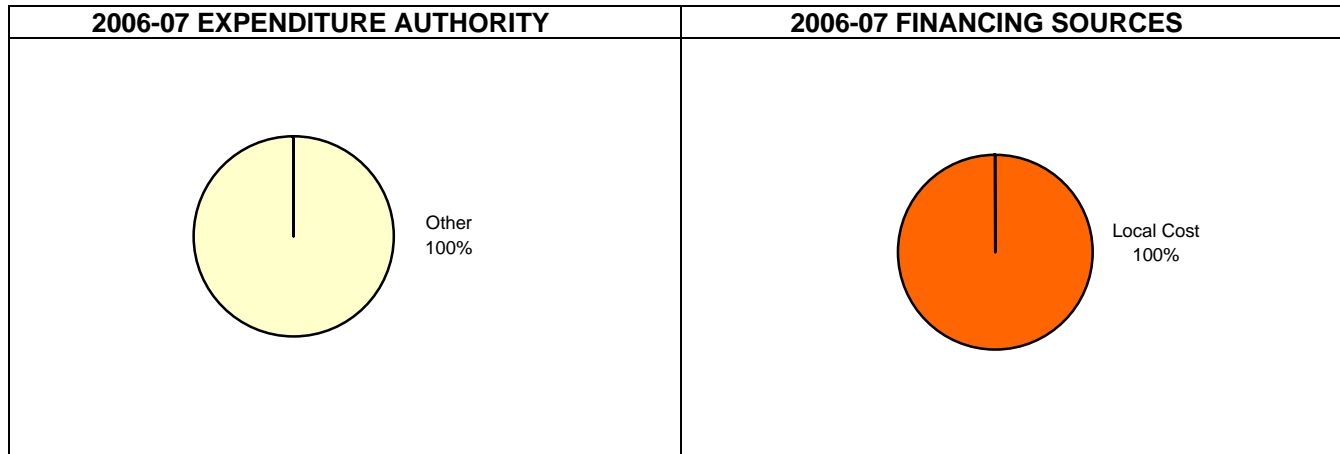 2006-07 EXPENDITURE AUTHORITY
2006-07 FINANCING SOURCES
Other
100%
Local Cost
100%